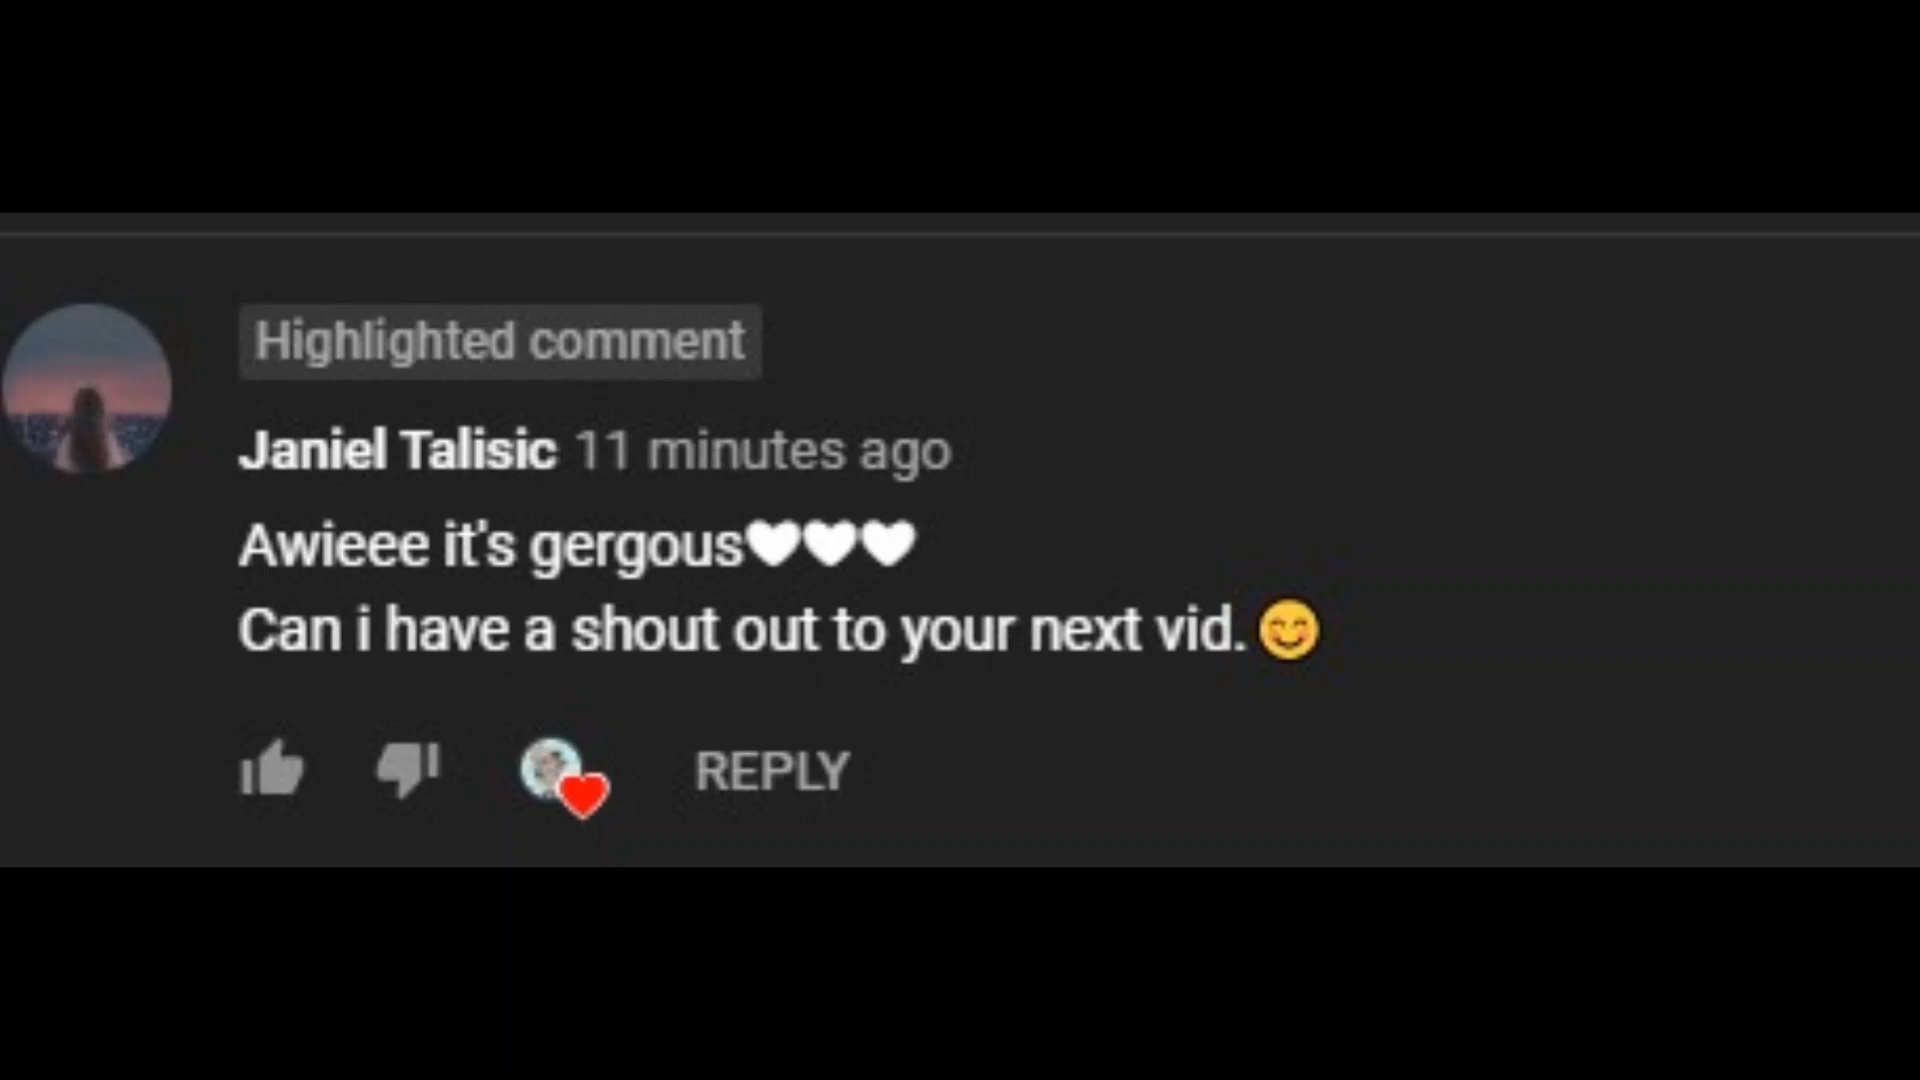 Highlighted comment
Janiel Talisic 11 minutes ago
Awieee it's gergous🤍🤍🤍
Can i have a shout out to your next vid.😊
REPLY